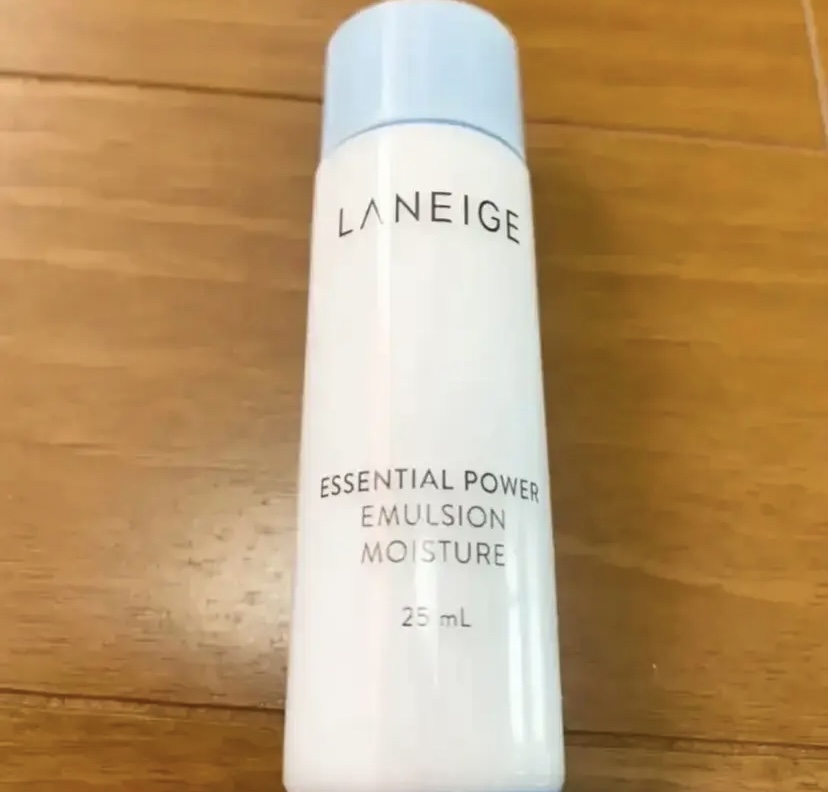 LANEIGE
ESSENTIAL POWER
EMULSION
MOISTURE
25 mL